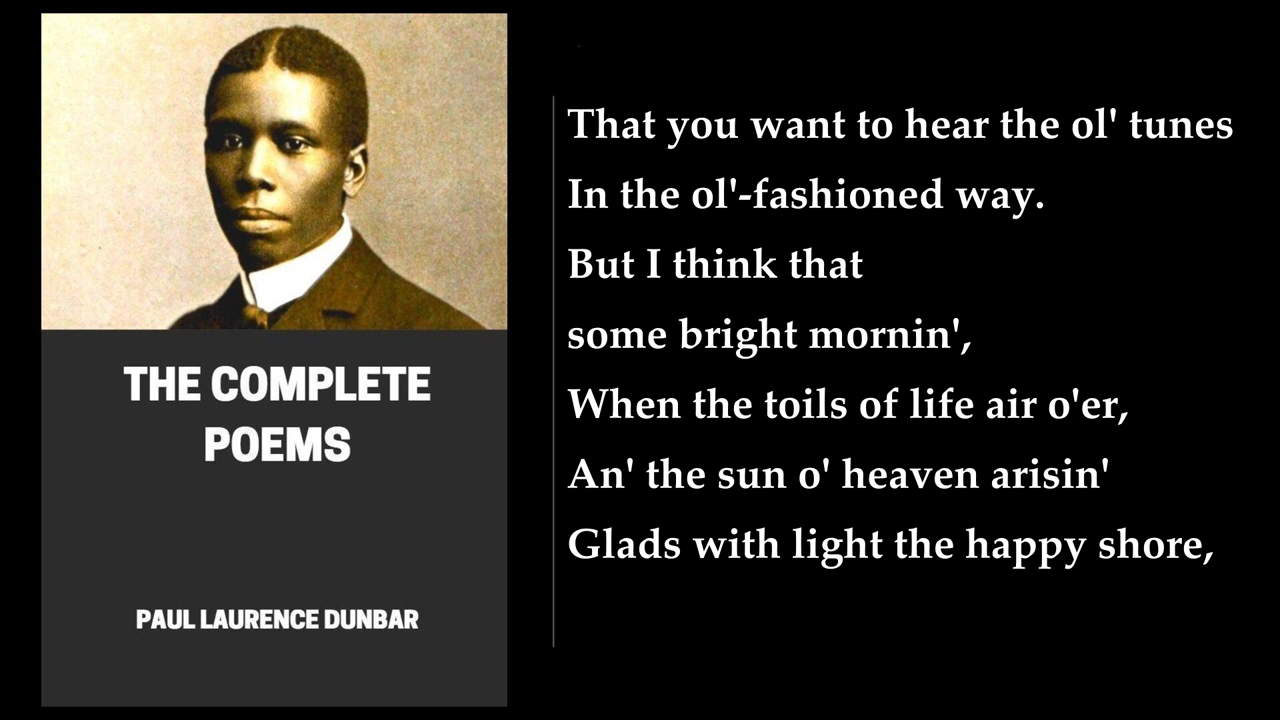 THE COMPLETE
POEMS
PAUL LAURENCE DUNBAR
That you want to hear the ol' tunes
In the ol'-fashioned way.
But I think that
some bright mornin',
When the toils of life air o'er,
An' the sun o' heaven arisin'
Glads with light the happy shore,